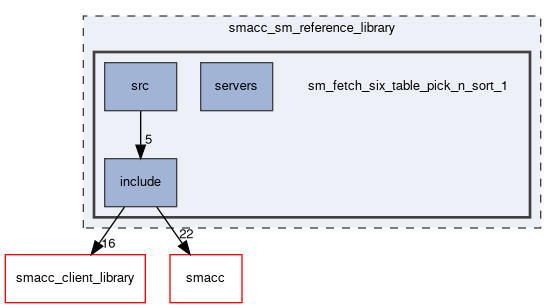 smacc_sm_reference_library
src
servers
sm_fetch_six_table_pick_n_sort_1
5
include
16
22
smacc_client_library
smacc